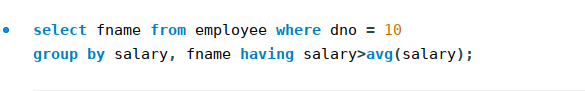 select fname from employee where dno = 10
group by salary, fname having salary>avg(salary);